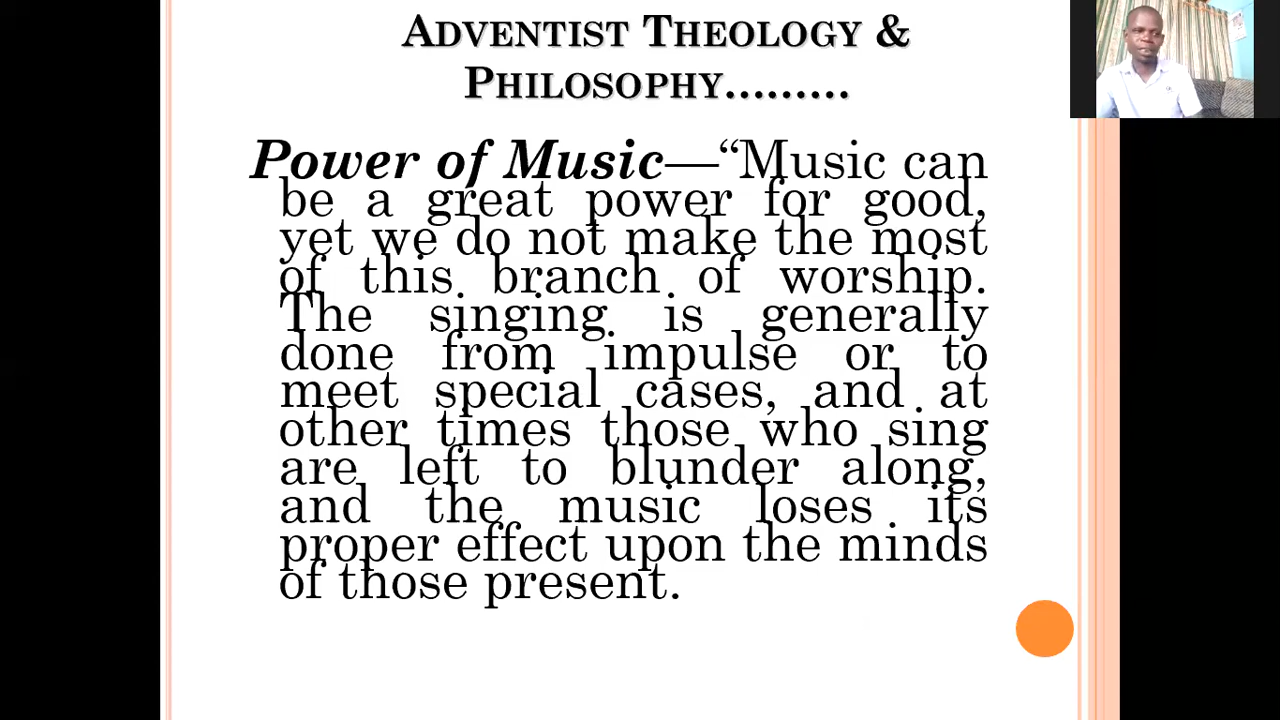 ADVENTIST THEOLOGY &
PHILOSOPHY.........
Power of Music—“Music can
be a great power for good,
yet we do not make the most
of this branch of worship.
The singing is generally
done from impulse or to
meet special cases, and at
other times those who sing
are left to blunder along,
and the music loses its
proper effect upon the minds
of those present.